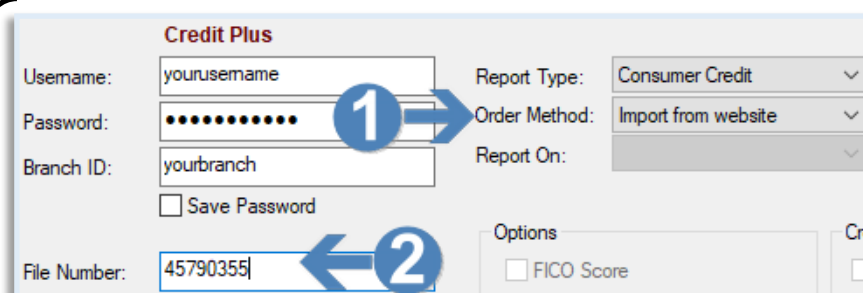 Credit Plus
Username: yourusername
Report Type: Consumer Credit
Password: ●●●●●●●●●●●
1
Order Method: Import from website
Branch ID: yourbranch
Report On:
Save Password
Options
Cr
File Number: 45790355
2
FICO Score